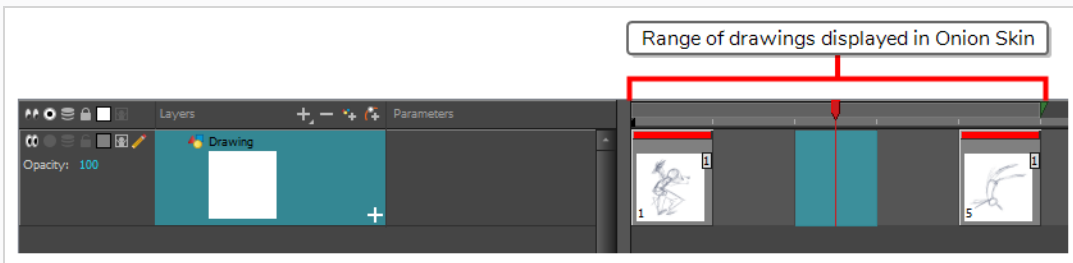 Range of drawings displayed in Onion Skin
Layers
Parameters
Drawing
Opacity: 100
1
1
1
5